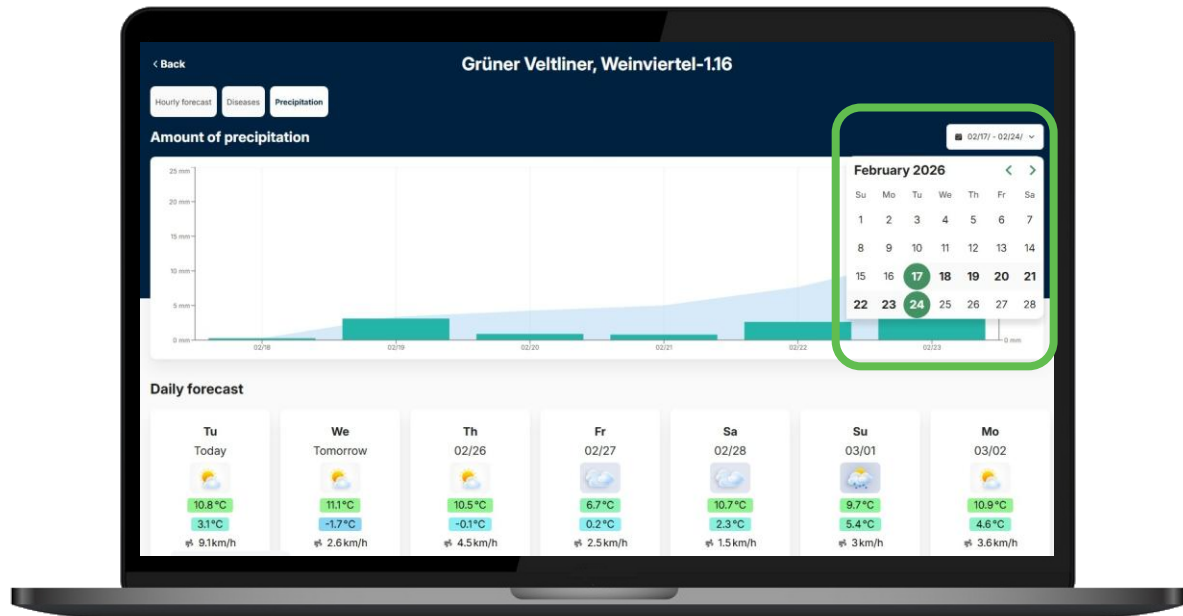 < Back
Grüner Veltliner, Weinviertel-1.16
Hourly forecast Diseases Precipitation
Amount of precipitation
02/17/ - 02/24/
25 mm
20 mm
15 mm
10 mm
5 mm
0 mm
0 mm
02/18 02/19 02/20 02/21 02/22 02/23
February 2026 < >
Su Mo Tu We Th Fr Sa
1 2 3 4 5 6 7
8 9 10 11 12 13 14
15 16 17 18 19 20 21
22 23 24 25 26 27 28
Daily forecast
Tu We Th Fr Sa Su Mo
Today Tomorrow 02/26 02/27 02/28 03/01 03/02
10.8°C 11.1°C 10.5°C 6.7°C 10.7°C 9.7°C 10.9°C
3.1°C -1.7°C -0.1°C 0.2°C 2.3°C 5.4°C 4.6°C
9.1km/h 2.6km/h 4.5km/h 2.5km/h 1.5km/h 3km/h 3.6km/h